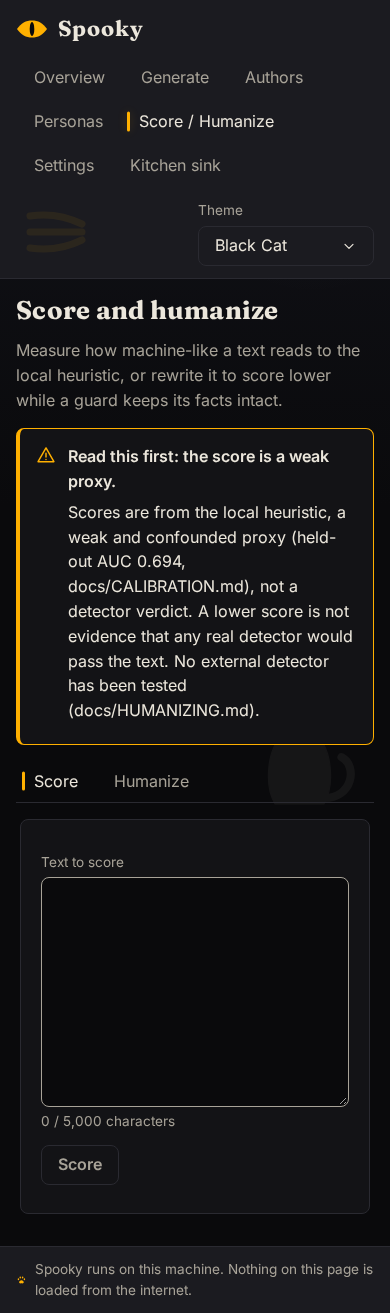 Spooky
Overview Generate Authors
Personas Score / Humanize
Settings Kitchen sink
Theme
Black Cat
Score and humanize
Measure how machine-like a text reads to the
local heuristic, or rewrite it to score lower
while a guard keeps its facts intact.
Read this first: the score is a weak
proxy.
Scores are from the local heuristic, a
weak and confounded proxy (held-
out AUC 0.694,
docs/CALIBRATION.md), not a
detector verdict. A lower score is not
evidence that any real detector would
pass the text. No external detector
has been tested
(docs/HUMANIZING.md).
Score Humanize
Text to score
0 / 5,000 characters
Score
Spooky runs on this machine. Nothing on this page is
loaded from the internet.